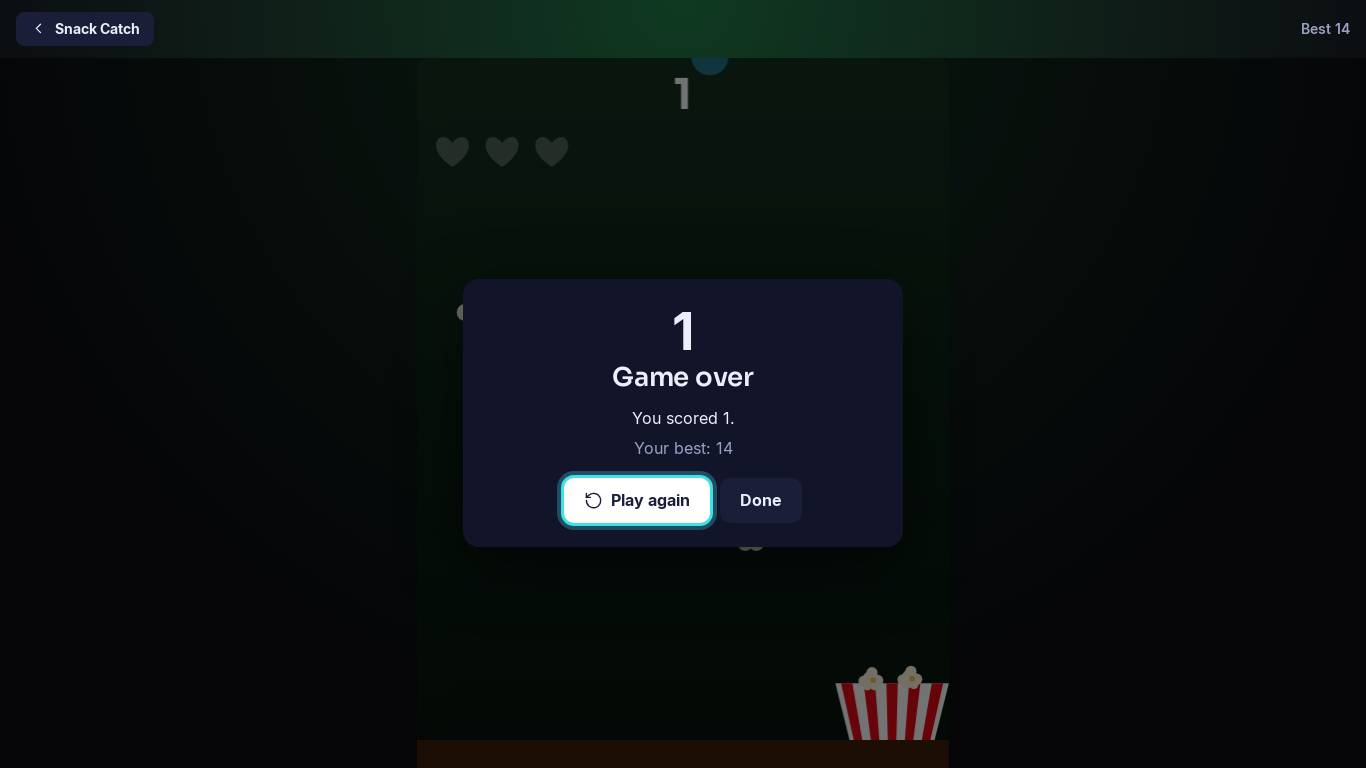 Snack Catch
Best 14
1
1
Game over
You scored 1.
Your best: 14
Play again
Done